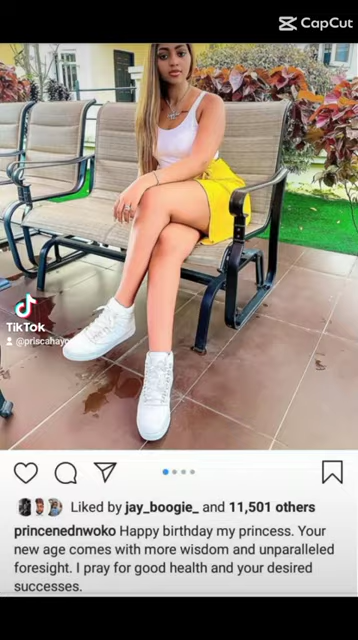 CapCut
TikTok
@priscahayo
Liked by jay_boogie_ and 11,501 others
princenednwoko Happy birthday my princess. Your
new age comes with more wisdom and unparalleled
foresight. I pray for good health and your desired
successes.